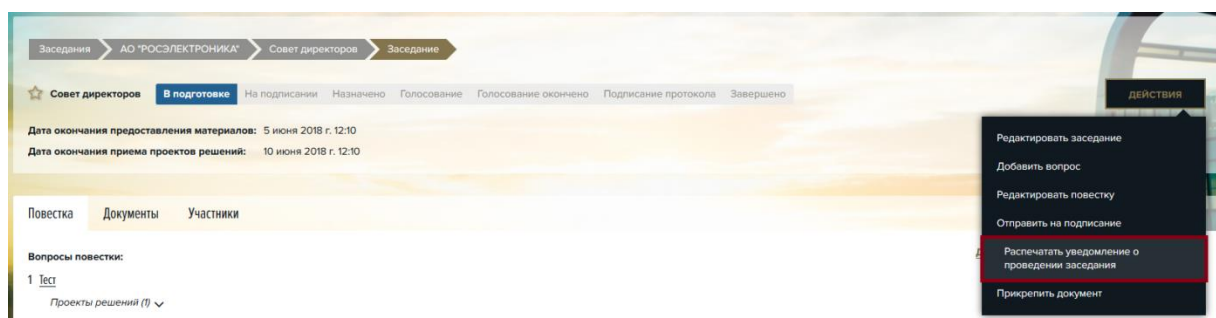 Заседания АО "РОСЭЛЕКТРОНИКА" Совет директоров Заседание
Совет директоров В подготовке На подписании Назначено Голосование Голосование окончено Подписание протокола Завершено
ДЕЙСТВИЯ
Дата окончания предоставления материалов: 5 июня 2018 г. 12:10
Дата окончания приема проектов решений: 10 июня 2018 г. 12:10
Редактировать заседание
Добавить вопрос
Редактировать повестку
Отправить на подписание
Распечатать уведомление о
проведении заседания
Прикрепить документ
Повестка Документы Участники
Вопросы повестки:
1 Тест
Проекты решений (1)